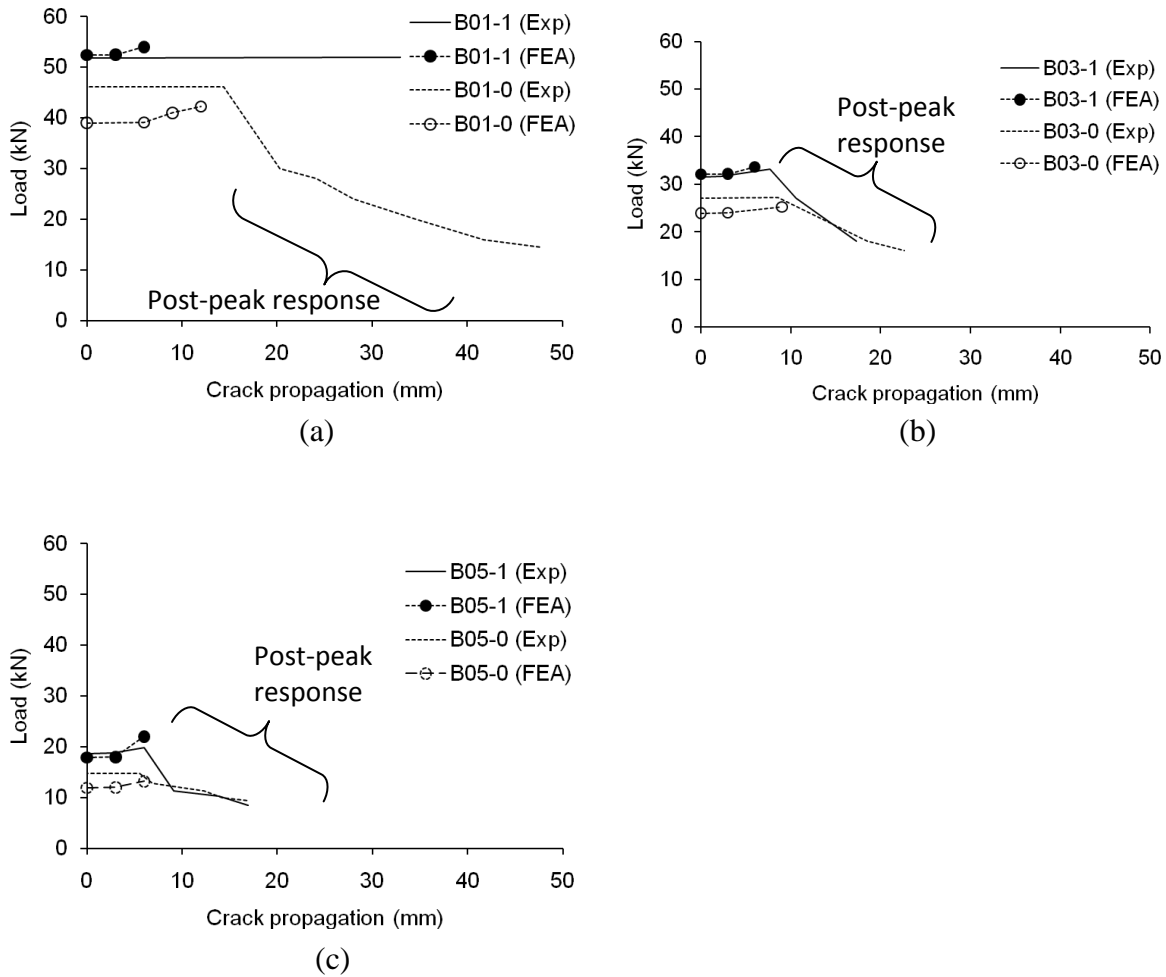 60
50
40
30
20
10
0
Load (kN)
B01-1 (Exp)
B01-1 (FEA)
B01-0 (Exp)
B01-0 (FEA)
Post-peak response
0 10 20 30 40 50
Crack propagation (mm)
(a)
60
50
40
30
20
10
0
Load (kN)
B03-1 (Exp)
B03-1 (FEA)
B03-0 (Exp)
B03-0 (FEA)
Post-peak
response
0 10 20 30 40 50
Crack propagation (mm)
(b)
60
50
40
30
20
10
0
Load (kN)
B05-1 (Exp)
B05-1 (FEA)
B05-0 (Exp)
B05-0 (FEA)
Post-peak
response
0 10 20 30 40 50
Crack propagation (mm)
(c)